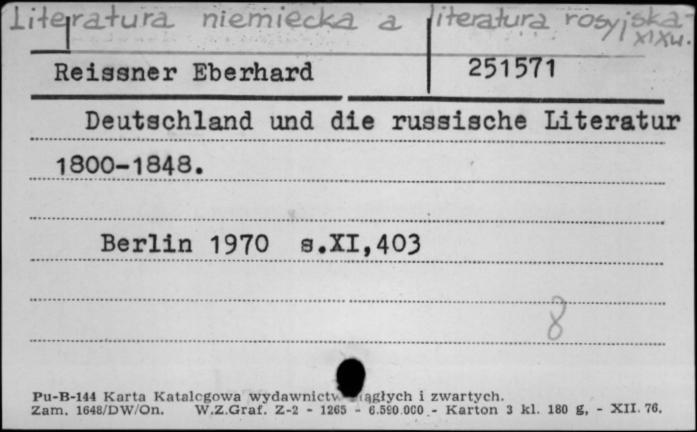 Literatura niemiecka a literatura rosyjska
XIXw.
Reissner Eberhard 251571
Deutschland und die russische Literatur
1800-1848.
Berlin 1970 s.XI,403
8
Pu-B-144 Karta Katalogowa wydawnictw i zwartych.
Zam. 1648/DW/On. W.Z.Graf. Z-2 - 1265 - 6.590.000 - Karton 3 kl. 180 g. - XII. 76.